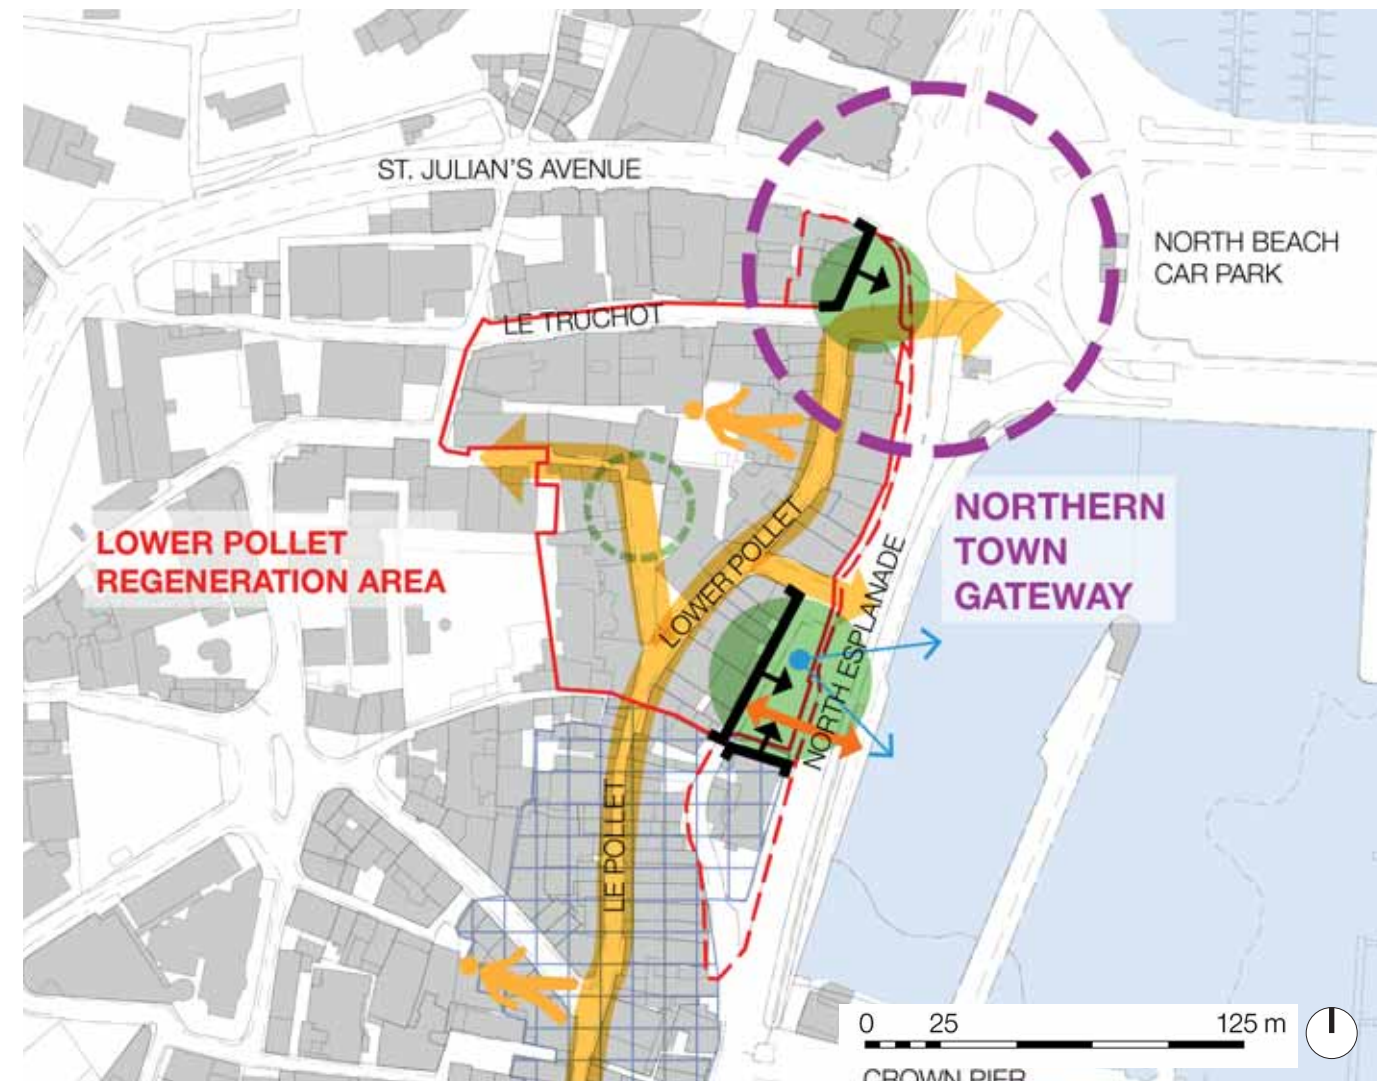 ST. JULIAN'S AVENUE
NORTH BEACH
CAR PARK
LE TRUCHOT
LOWER POLLET
REGENERATION AREA
LOWER POLLET
NORTHERN
TOWN
GATEWAY
NORTH ESPLANADE
LE POLLET
0 25 125 m
CROWN PIER